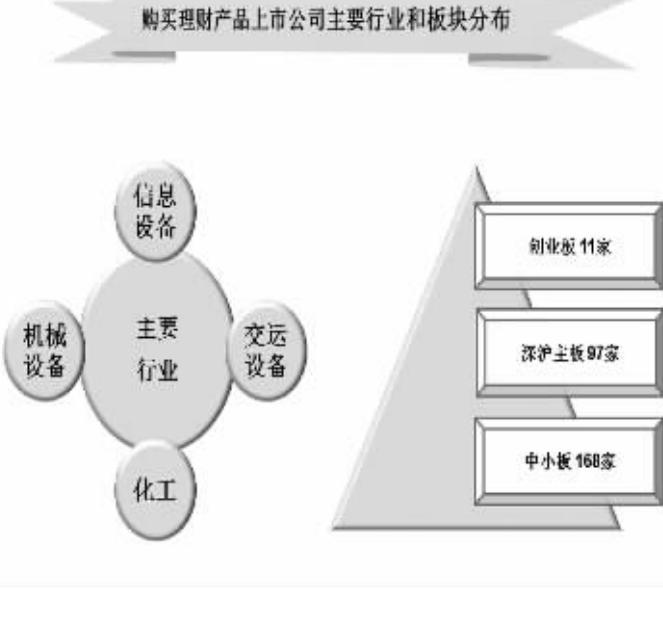 购买理财产品上市公司主要行业和板块分布
信息
设备
机械
设备
主要
行业
交运
设备
化工
创业板 11家
深沪主板 97家
中小板 168家